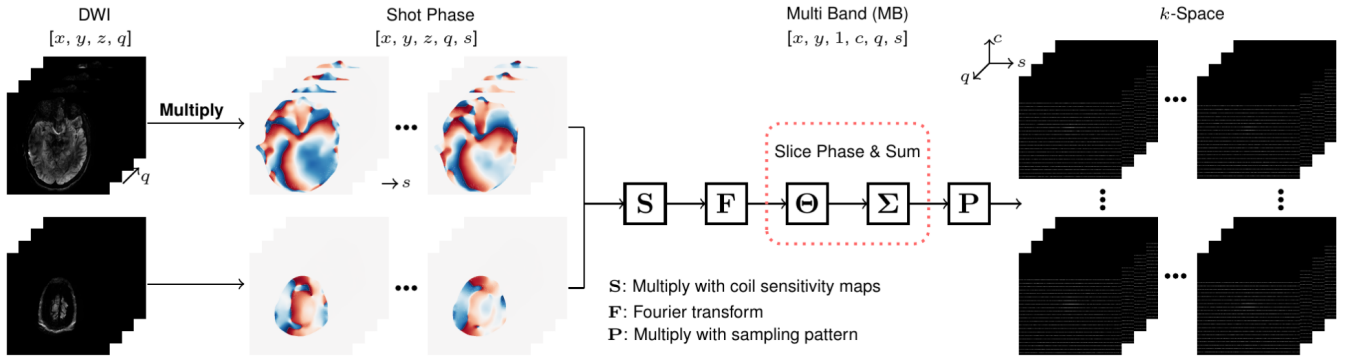 DWI
[x, y, z, q]
Shot Phase
[x, y, z, q, s]
Multi Band (MB)
[x, y, 1, c, q, s]
k-Space
c
s
q
Multiply
q
s
Slice Phase & Sum
S
F
Θ
Σ
P
S: Multiply with coil sensitivity maps
F: Fourier transform
P: Multiply with sampling pattern